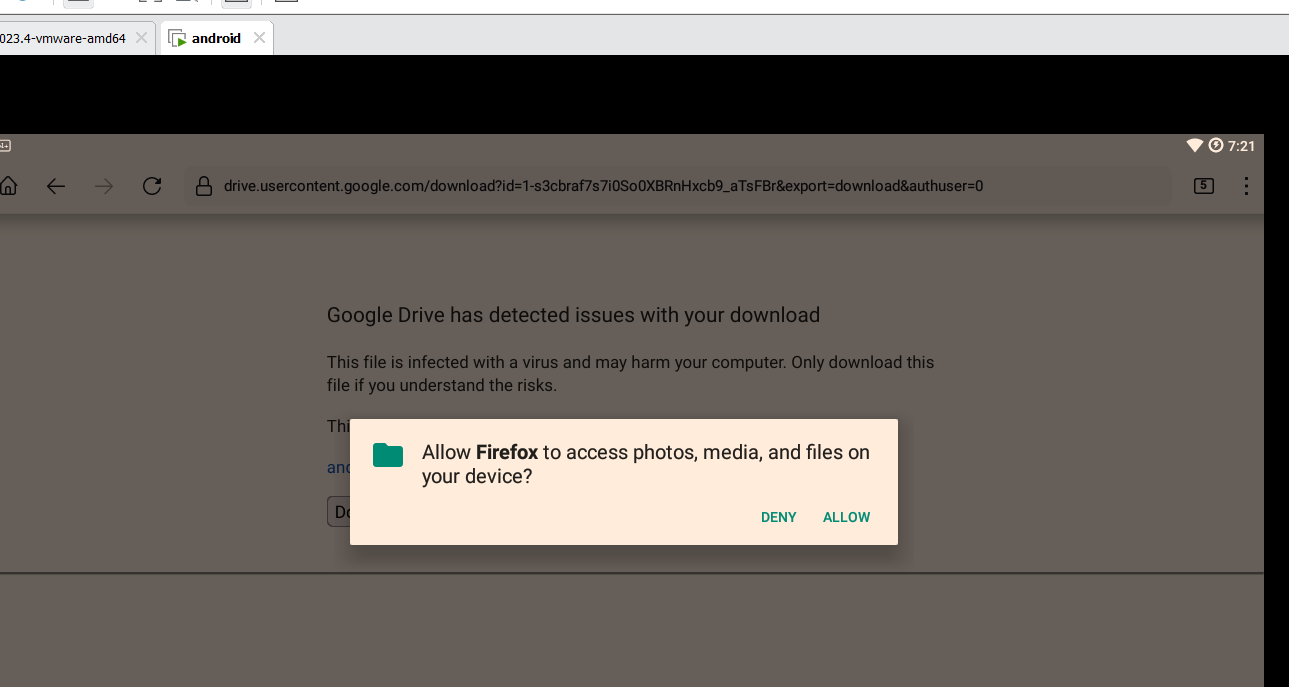 023.4-vmware-amd64
android
7:21
drive.usercontent.google.com/download?id=1-s3cbraf7s7i0So0XBRnHxcb9_aTsFBr&export=download&authuser=0
5
Google Drive has detected issues with your download
This file is infected with a virus and may harm your computer. Only download this
file if you understand the risks.
Allow Firefox to access photos, media, and files on
your device?
DENY ALLOW